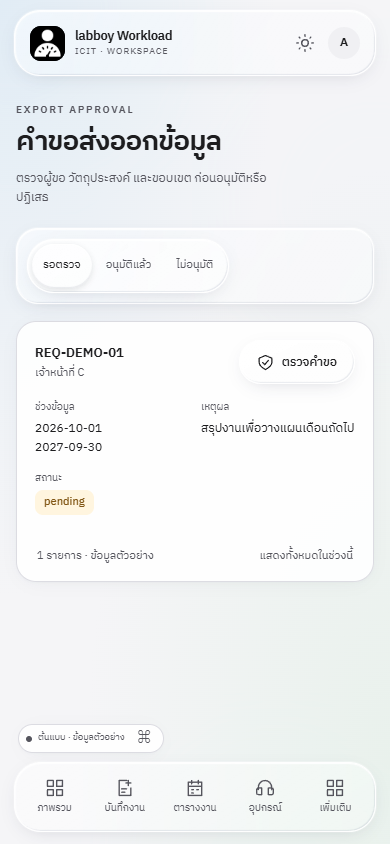 labboy Workload
ICIT · WORKSPACE
A
EXPORT APPROVAL
คำขอส่งออกข้อมูล
ตรวจผู้ขอ วัตถุประสงค์ และขอบเขต ก่อนอนุมัติหรือ
ปฏิเสธ
รอตรวจ
อนุมัติแล้ว
ไม่อนุมัติ
REQ-DEMO-01
เจ้าหน้าที่ C
ตรวจคำขอ
ช่วงข้อมูล
2026-10-01
2027-09-30
เหตุผล
สรุปงานเพื่อวางแผนเดือนถัดไป
สถานะ
pending
1 รายการ · ข้อมูลตัวอย่าง
แสดงทั้งหมดในช่วงนี้
ต้นแบบ · ข้อมูลตัวอย่าง ⌘
ภาพรวม
บันทึกงาน
ตารางงาน
อุปกรณ์
เพิ่มเติม